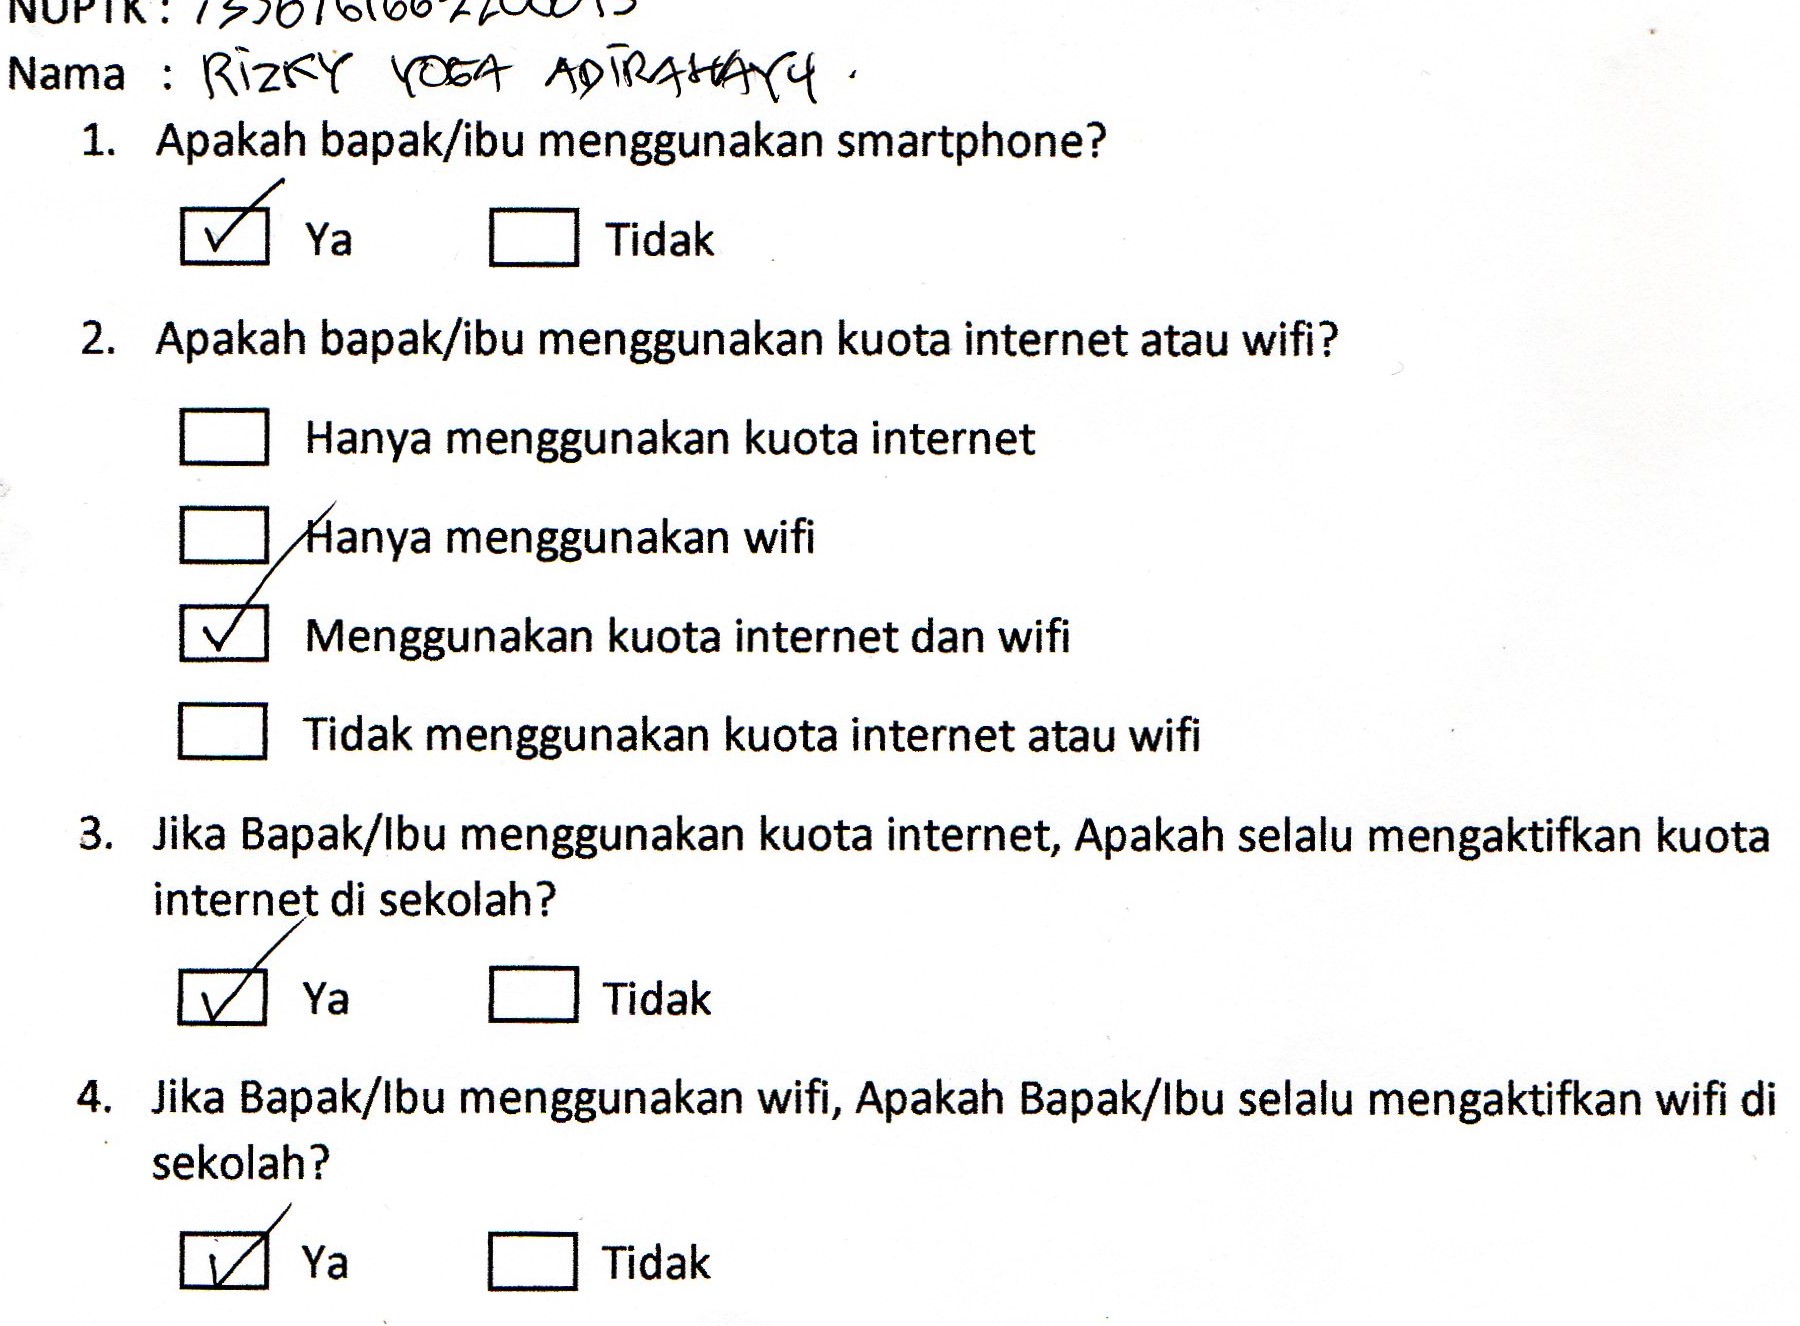 NUPTK :
Nama : RIZKY YOGA ADIRAHAYU .
1. Apakah bapak/ibu menggunakan smartphone?
Ya Tidak
2. Apakah bapak/ibu menggunakan kuota internet atau wifi?
Hanya menggunakan kuota internet
Hanya menggunakan wifi
Menggunakan kuota internet dan wifi
Tidak menggunakan kuota internet atau wifi
3. Jika Bapak/Ibu menggunakan kuota internet, Apakah selalu mengaktifkan kuota
internet di sekolah?
Ya Tidak
4. Jika Bapak/Ibu menggunakan wifi, Apakah Bapak/Ibu selalu mengaktifkan wifi di
sekolah?
Ya Tidak